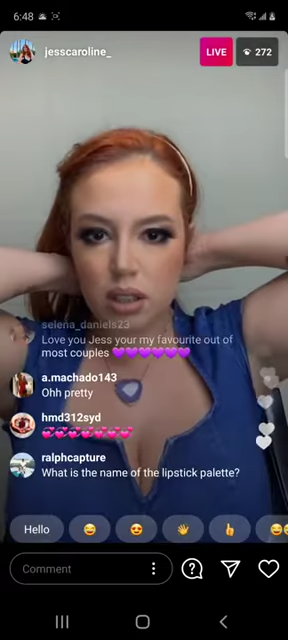 6:48
jesscaroline_
LIVE
272
selena_daniels23
Love you Jess your my favourite out of
most couples 💜💜💜💜💜💜
a.machado143
Ohh pretty
hmd312syd
💞💞💞💞💞💞💞
ralphcapture
What is the name of the lipstick palette?
Hello 😂 😍 👋 👍 😂
Comment